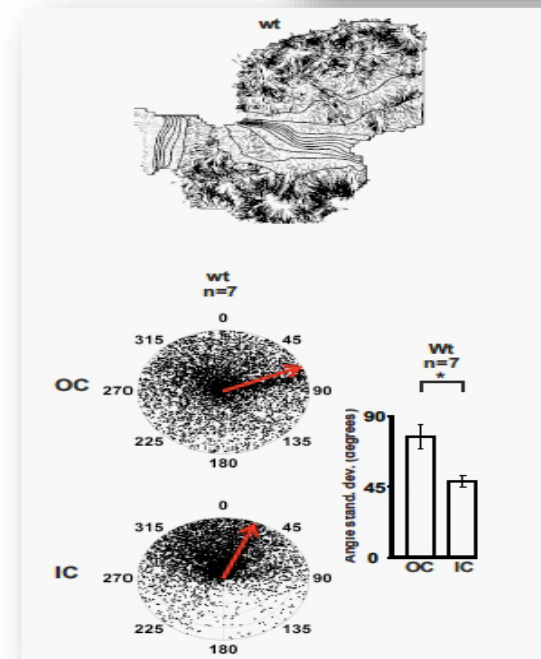 wt
wt
n=7
0
315 45
OC 270 90
225 135
180
0
315 45
IC 270 90
225 135
180
Wt
n=7
*
90
45
0
Angle stand. dev. (degrees)
OC IC